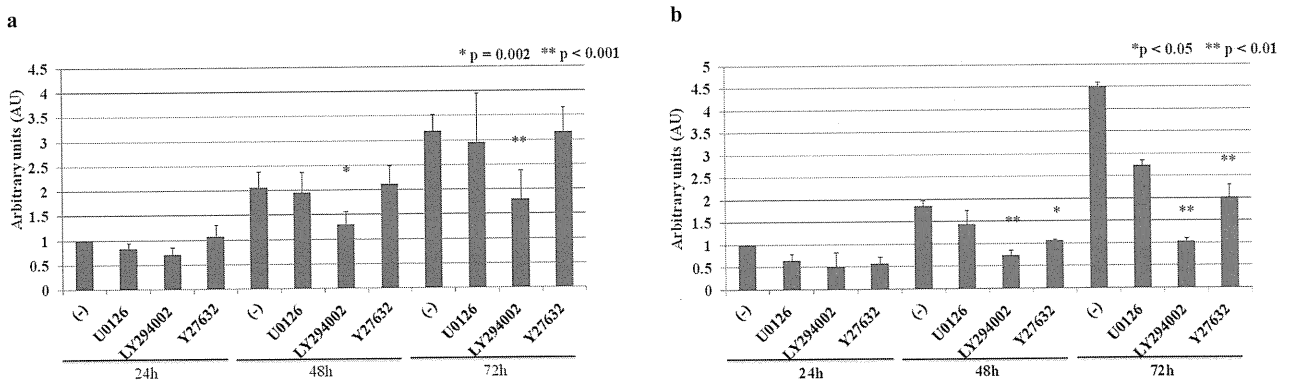 a
* p = 0.002 ** p < 0.001
Arbitrary units (AU)
4.5
4
3.5
3
2.5
2
1.5
1
0.5
0
**
*
(-)
U0126
LY294002
Y27632
(-)
U0126
LY294002
Y27632
(-)
U0126
LY294002
Y27632
24h
48h
72h
b
*p < 0.05 ** p < 0.01
Arbitrary units (AU)
5
4.5
4
3.5
3
2.5
2
1.5
1
0.5
0
**
*
**
**
(-)
U0126
LY294002
Y27632
(-)
U0126
LY294002
Y27632
(-)
U0126
LY294002
Y27632
24h
48h
72h